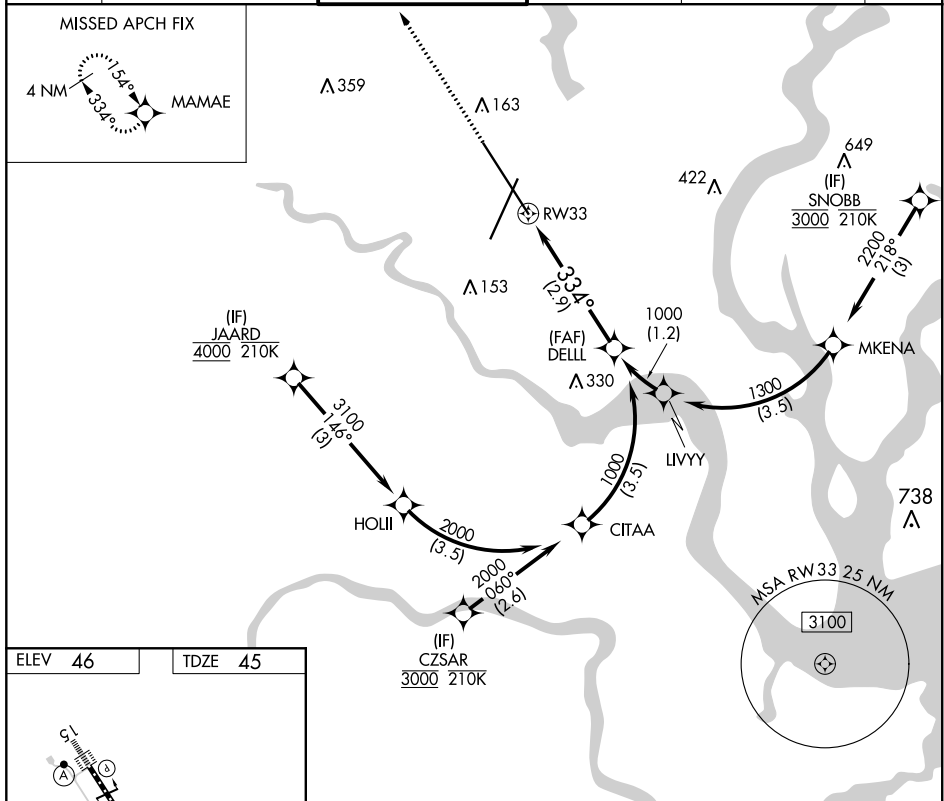 MISSED APCH FIX
4 NM
154°
334°
MAMAE
359
163
649
422
(IF)
SNOBB
3000 210K
RW33
2200
218°
(3)
153
334°
(2.9)
(IF)
JAARD
4000 210K
(FAF)
DELLL
1000
(1.2)
MKENA
330
1300
(3.5)
3100
146°
(3)
LIVYY
1000
(3.5)
HOLII
2000
(3.5)
CITAA
738
2000
060°
(2.6)
(IF)
CZSAR
3000 210K
MSA RW33 25 NM
3100
ELEV 46
TDZE 45
15
A
P